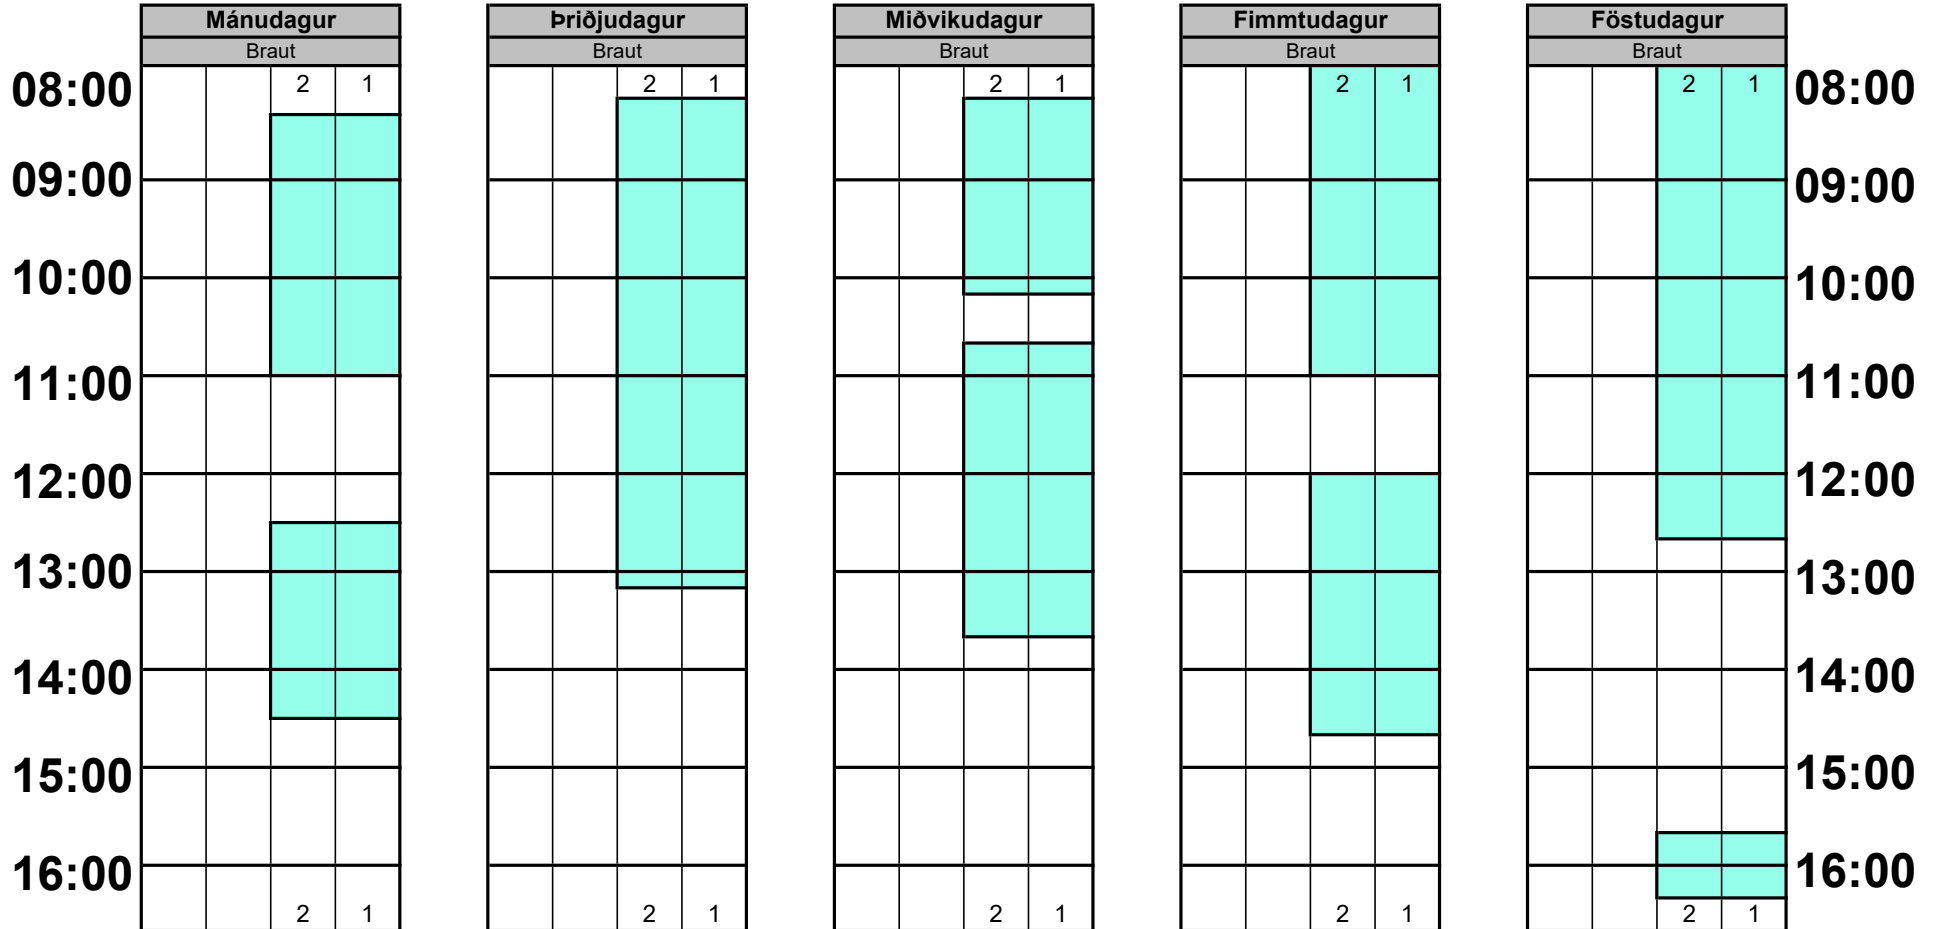 Mánudagur Þriðjudagur Miðvikudagur Fimmtudagur Föstudagur
Braut Braut Braut Braut Braut
08:00 2 1 2 1 2 1 2 1 2 1 08:00
09:00 09:00
10:00 10:00
11:00 11:00
12:00 12:00
13:00 13:00
14:00 14:00
15:00 15:00
16:00 16:00
2 1 2 1 2 1 2 1 2 1